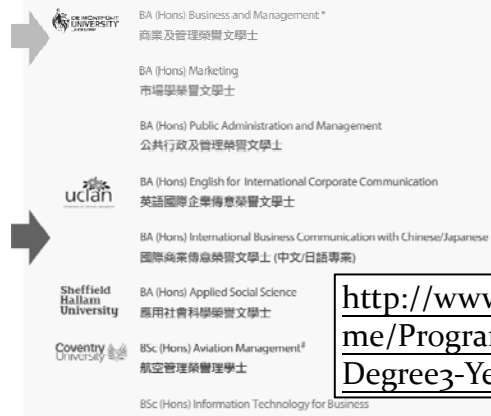 DE MONTFORT
UNIVERSITY
BA (Hons) Business and Management*
商業及管理榮譽文學士
BA (Hons) Marketing
市場學榮譽文學士
BA (Hons) Public Administration and Management
公共行政及管理榮譽文學士
uclan
BA (Hons) English for International Corporate Communication
英語國際企業傳意榮譽文學士
BA (Hons) International Business Communication with Chinese/Japanese
國際商業傳意榮譽文學士 (中文/日語專業)
Sheffield
Hallam
University
BA (Hons) Applied Social Science
應用社會科學榮譽文學士
http://www
me/Progra
Degree3-Ye
Coventry
University
BSc (Hons) Aviation Management#
航空管理榮譽理學士
BSc (Hons) Information Technology for Business